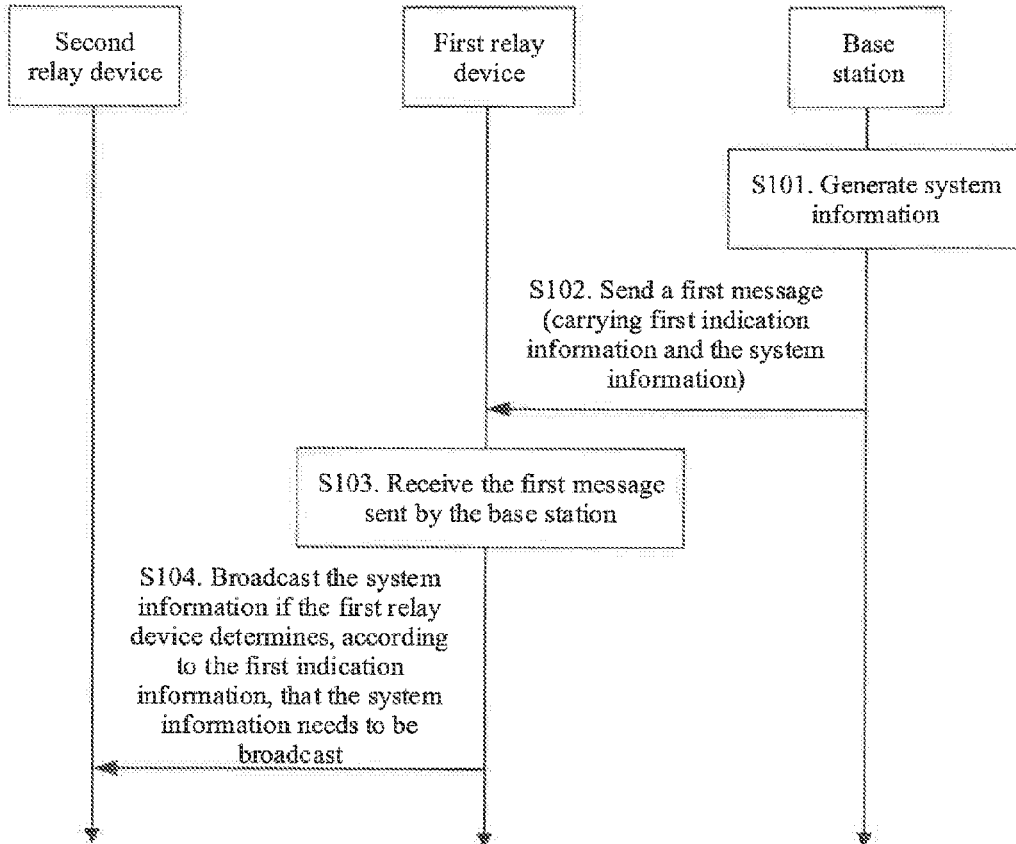 Second
relay device
First relay
device
Base
station
S101. Generate system
information
S102. Send a first message
(carrying first indication
information and the system
information)
S103. Receive the first message
sent by the base station
S104. Broadcast the system
information if the first relay
device determines, according
to the first indication
information, that the system
information needs to be
broadcast